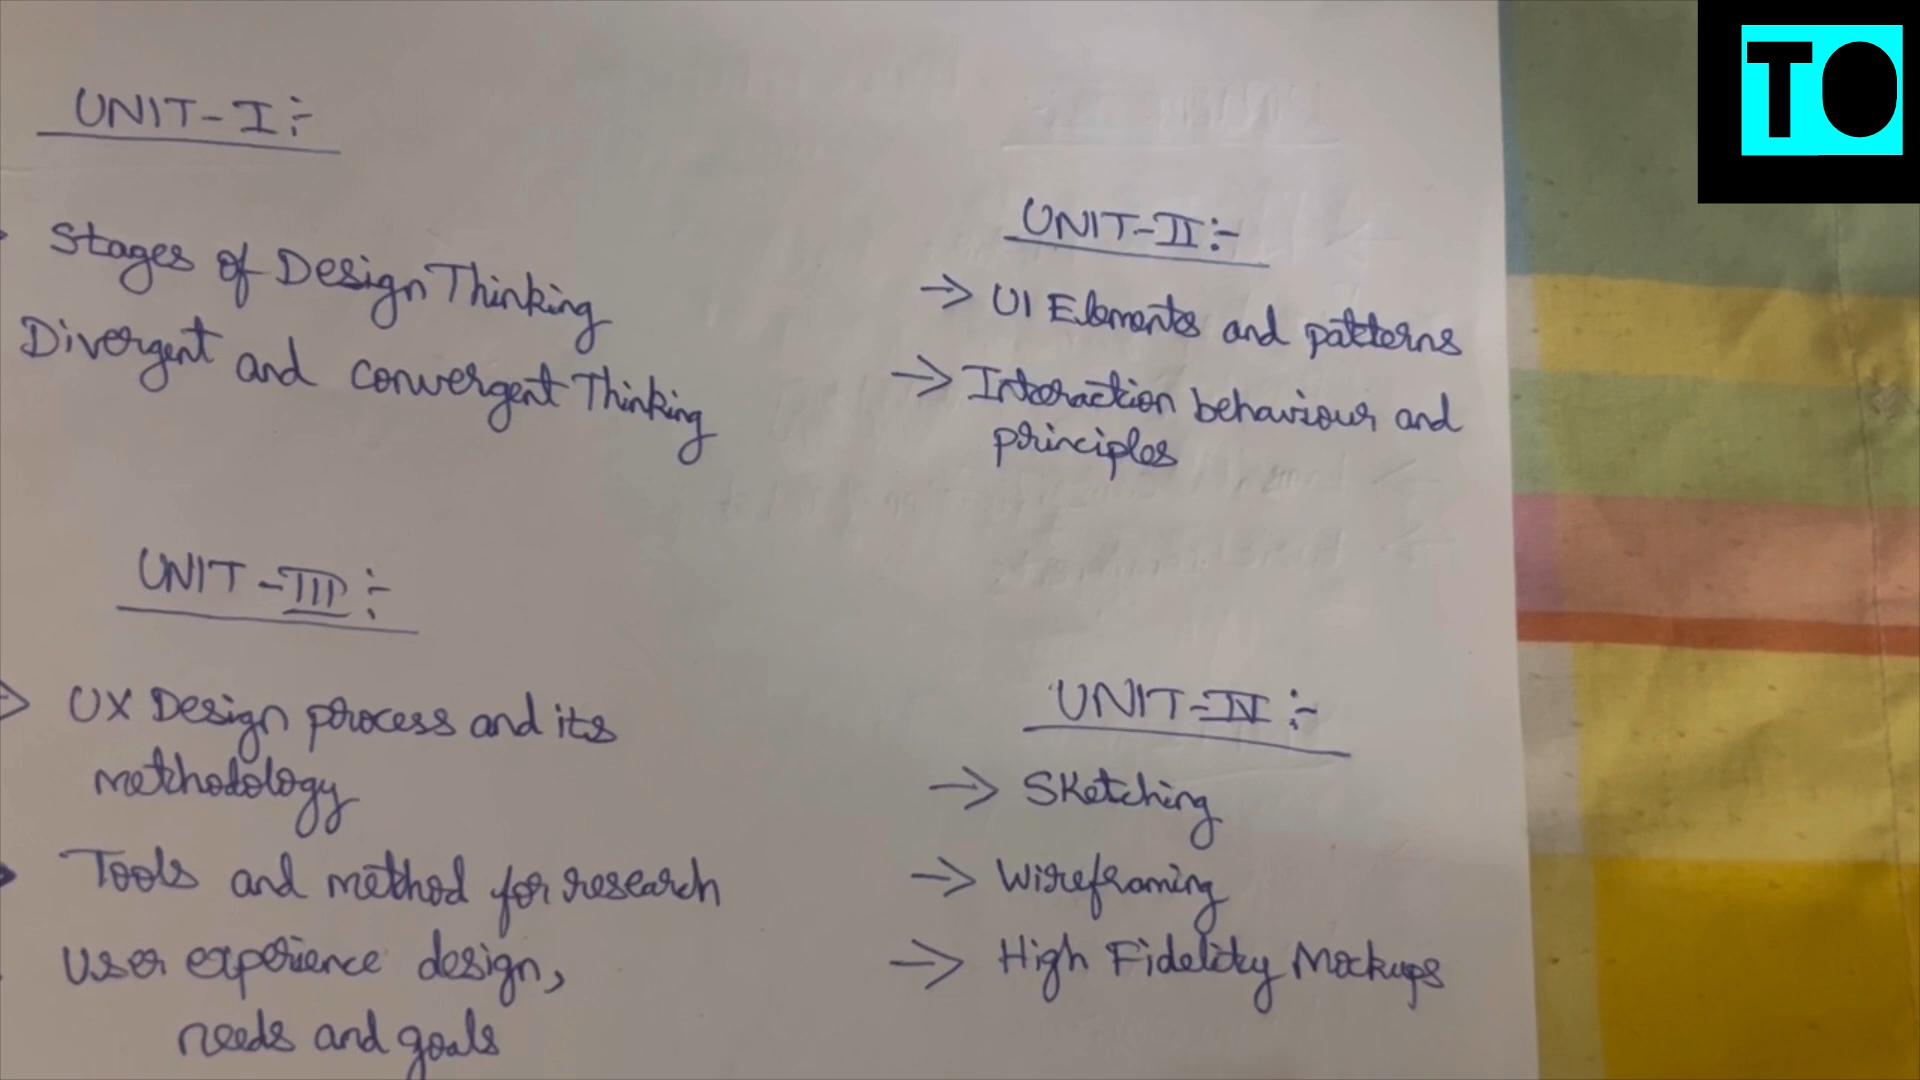 TO
UNIT-I:-
Stages of Design Thinking
Divergent and convergent Thinking
UNIT-II:-
→ UI Elements and patterns
→ Interaction behaviour and
principles
UNIT-III:-
UX Design process and its
methodology
Tools and method for research
User experience design,
needs and goals
UNIT-IV:-
→ Sketching
→ Wireframing
→ High Fidelity Mockups